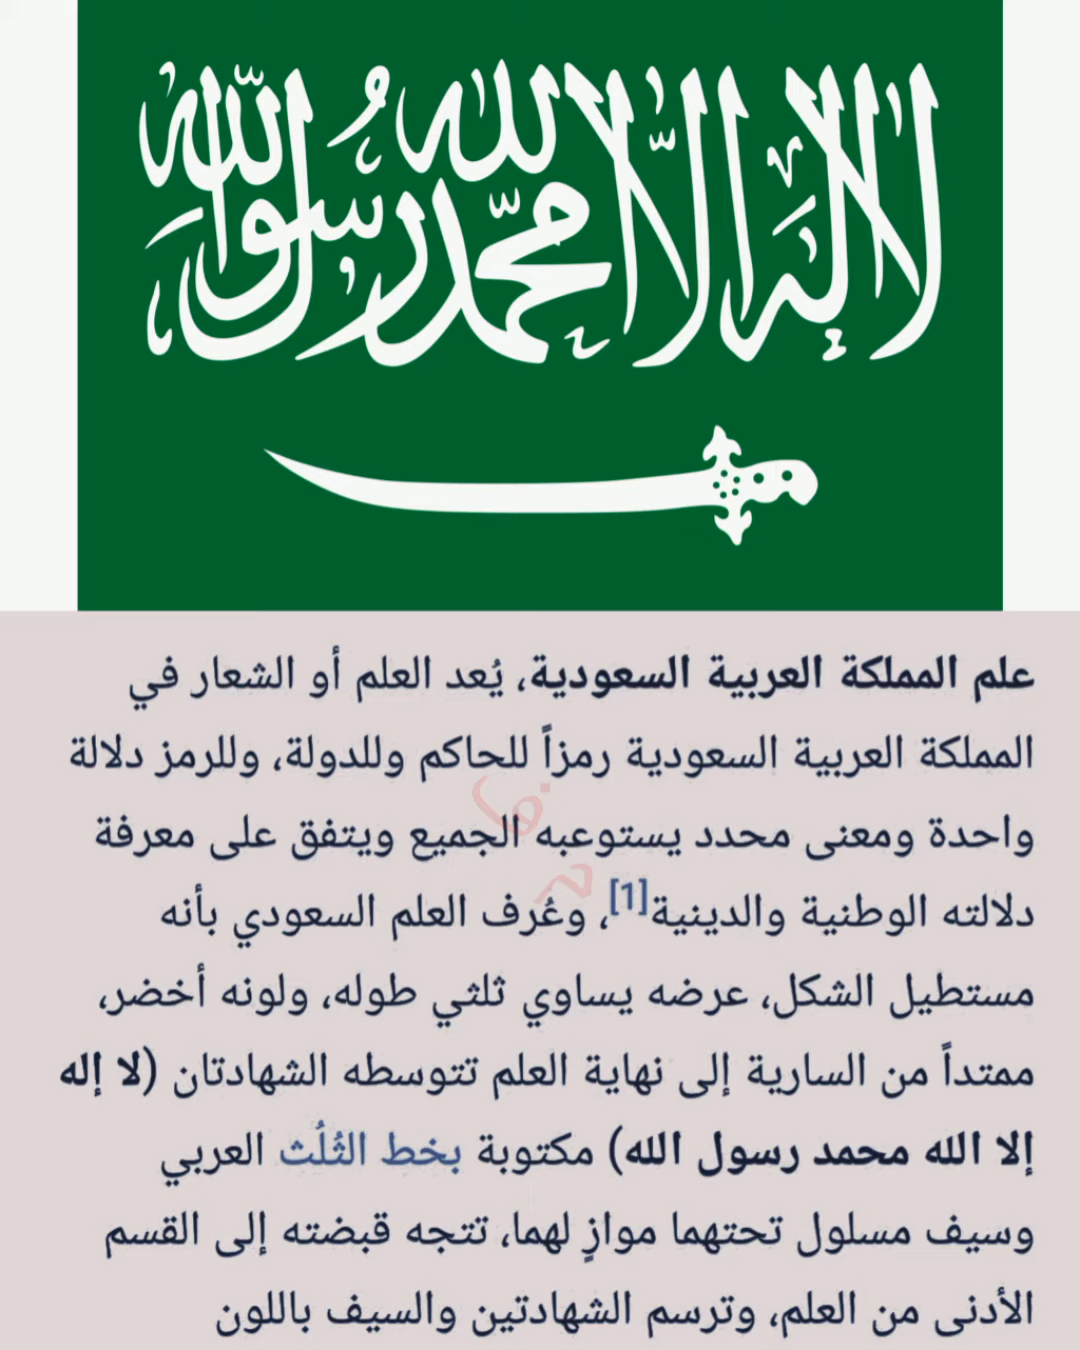 لا إله إلا الله محمد رسول الله
علم المملكة العربية السعودية، يُعد العلم أو الشعار في
المملكة العربية السعودية رمزاً للحاكم وللدولة، وللرمز دلالة
واحدة ومعنى محدد يستوعبه الجميع ويتفق على معرفة
دلالته الوطنية والدينية[1]، وعُرف العلم السعودي بأنه
مستطيل الشكل، عرضه يساوي ثلثي طوله، ولونه أخضر،
ممتداً من السارية إلى نهاية العلم تتوسطه الشهادتان (لا إله
إلا الله محمد رسول الله) مكتوبة بخط الثُلُث العربي
وسيف مسلول تحتهما موازٍ لهما، تتجه قبضته إلى القسم
الأدنى من العلم، وترسم الشهادتين والسيف باللون